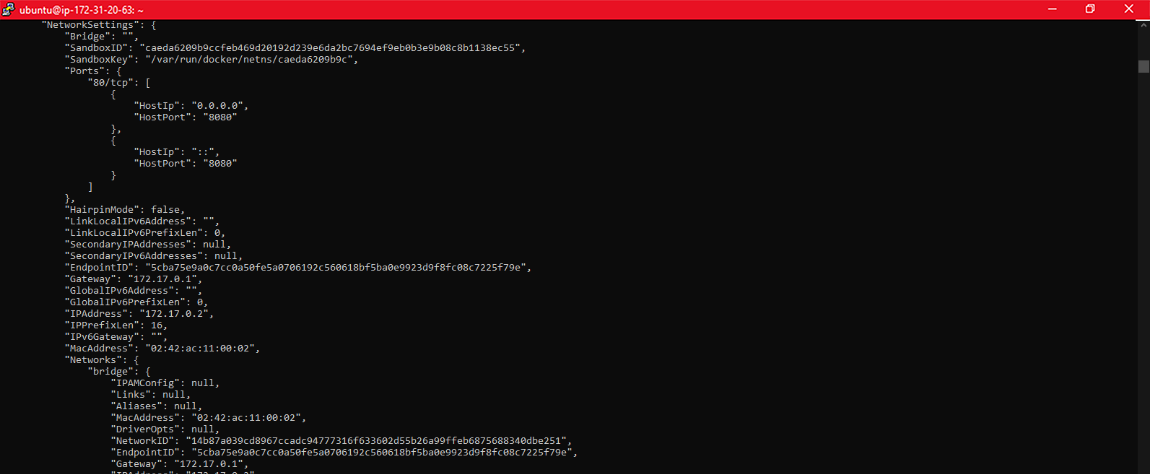 ubuntu@ip-172-31-20-63: ~
"NetworkSettings": {
"Bridge": "",
"SandboxID": "caeda6209b9ccfeb469d20192d239e6da2bc7694ef9eb0b3e9b08c8b1138ec55",
"SandboxKey": "/var/run/docker/netns/caeda6209b9c",
"Ports": {
"80/tcp": [
{
"HostIp": "0.0.0.0",
"HostPort": "8080"
},
{
"HostIp": "::",
"HostPort": "8080"
}
]
},
"HairpinMode": false,
"LinkLocalIPv6Address": "",
"LinkLocalIPv6PrefixLen": 0,
"SecondaryIPAddresses": null,
"SecondaryIPv6Addresses": null,
"EndpointID": "5cba75e9a0c7cc0a50fe5a0706192c560618bf5ba0e9923d9f8fc08c7225f79e",
"Gateway": "172.17.0.1",
"GlobalIPv6Address": "",
"GlobalIPv6PrefixLen": 0,
"IPAddress": "172.17.0.2",
"IPPrefixLen": 16,
"IPv6Gateway": "",
"MacAddress": "02:42:ac:11:00:02",
"Networks": {
"bridge": {
"IPAMConfig": null,
"Links": null,
"Aliases": null,
"MacAddress": "02:42:ac:11:00:02",
"DriverOpts": null,
"NetworkID": "14b87a039cd8967ccadc94777316f633602d55b26a99ffeb6875688340dbe251",
"EndpointID": "5cba75e9a0c7cc0a50fe5a0706192c560618bf5ba0e9923d9f8fc08c7225f79e",
"Gateway": "172.17.0.1",